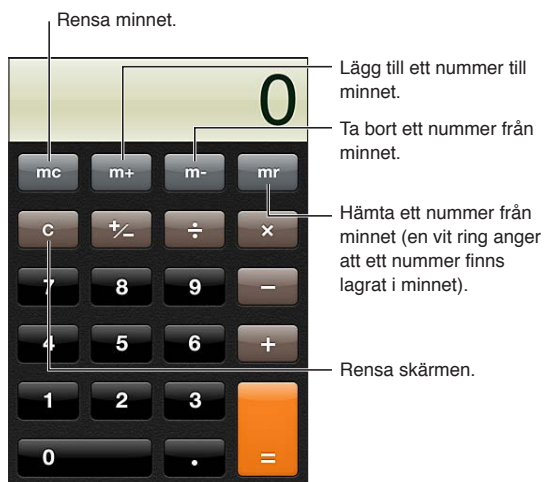 Rensa minnet.
Lägg till ett nummer till
minnet.
Ta bort ett nummer från
minnet.
Hämta ett nummer från
minnet (en vit ring anger
att ett nummer finns
lagrat i minnet).
Rensa skärmen.
0
mc m+ m- mr
C +/− ÷ ×
7 8 9 −
4 5 6 +
1 2 3
0 . =